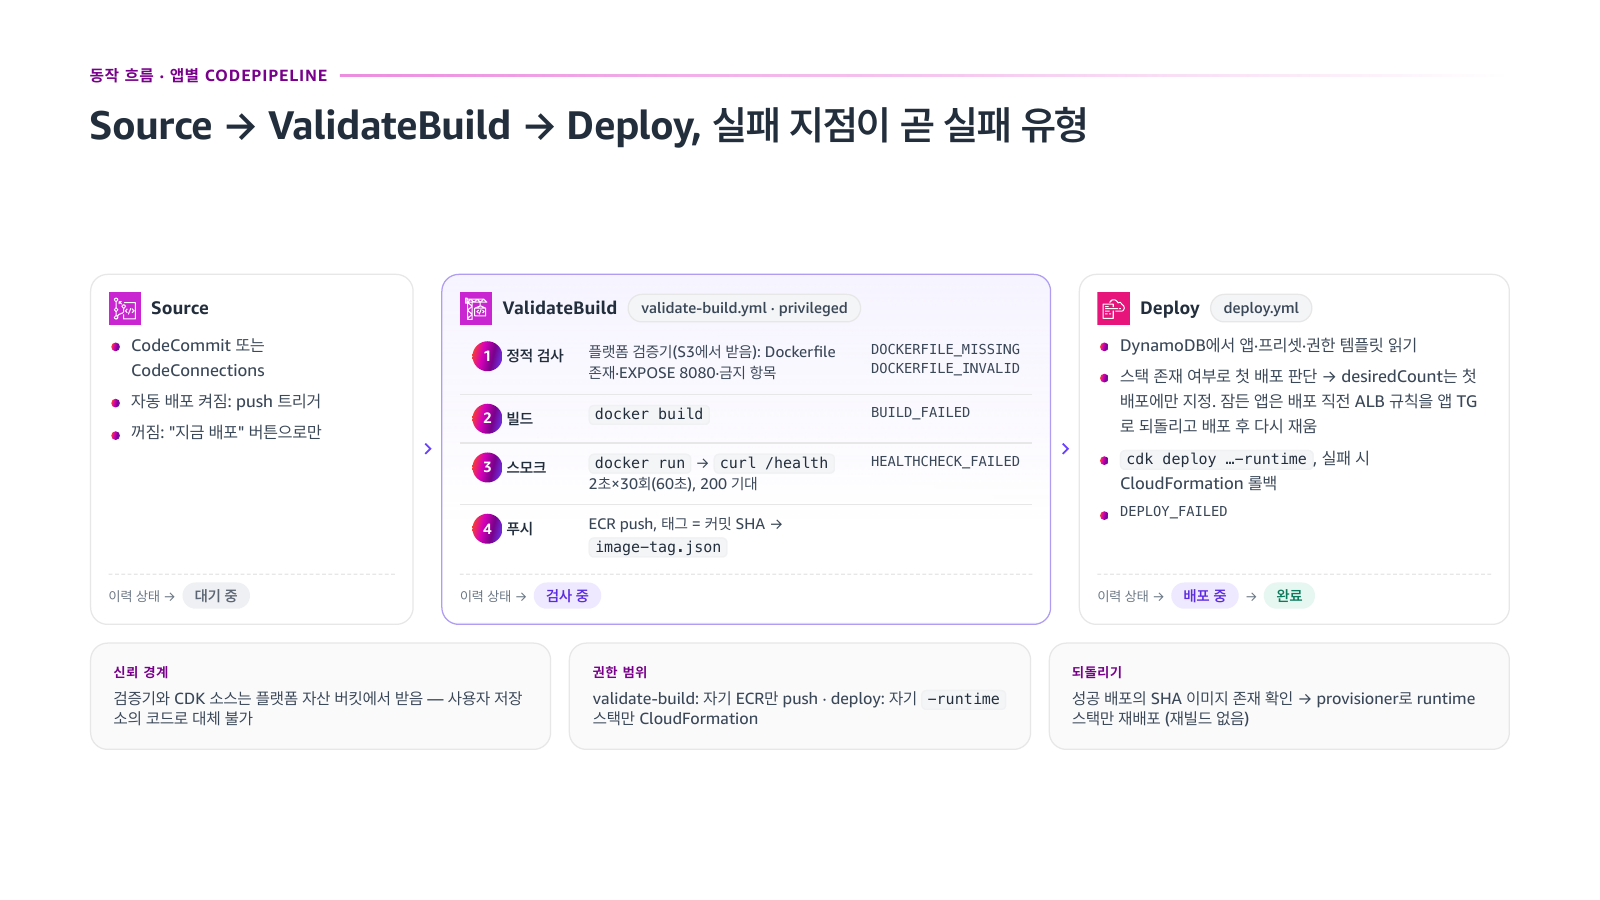 동작 흐름 · 앱별 CODEPIPELINE
Source → ValidateBuild → Deploy, 실패 지점이 곧 실패 유형
Source
CodeCommit 또는
CodeConnections
자동 배포 켜짐: push 트리거
꺼짐: "지금 배포" 버튼으로만
이력 상태 → 대기 중
ValidateBuild validate-build.yml · privileged
1 정적 검사 플랫폼 검증기(S3에서 받음): Dockerfile
존재·EXPOSE 8080·금지 항목
DOCKERFILE_MISSING
DOCKERFILE_INVALID
2 빌드 docker build BUILD_FAILED
3 스모크 docker run → curl /health HEALTHCHECK_FAILED
2초×30회(60초), 200 기대
4 푸시 ECR push, 태그 = 커밋 SHA →
image-tag.json
이력 상태 → 검사 중
Deploy deploy.yml
DynamoDB에서 앱·프리셋·권한 템플릿 읽기
스택 존재 여부로 첫 배포 판단 → desiredCount는 첫
배포에만 지정. 잠든 앱은 배포 직전 ALB 규칙을 앱 TG
로 되돌리고 배포 후 다시 재움
cdk deploy …-runtime, 실패 시
CloudFormation 롤백
DEPLOY_FAILED
이력 상태 → 배포 중 → 완료
신뢰 경계
검증기와 CDK 소스는 플랫폼 자산 버킷에서 받음 — 사용자 저장
소의 코드로 대체 불가
권한 범위
validate-build: 자기 ECR만 push · deploy: 자기 -runtime
스택만 CloudFormation
되돌리기
성공 배포의 SHA 이미지 존재 확인 → provisioner로 runtime
스택만 재배포 (재빌드 없음)